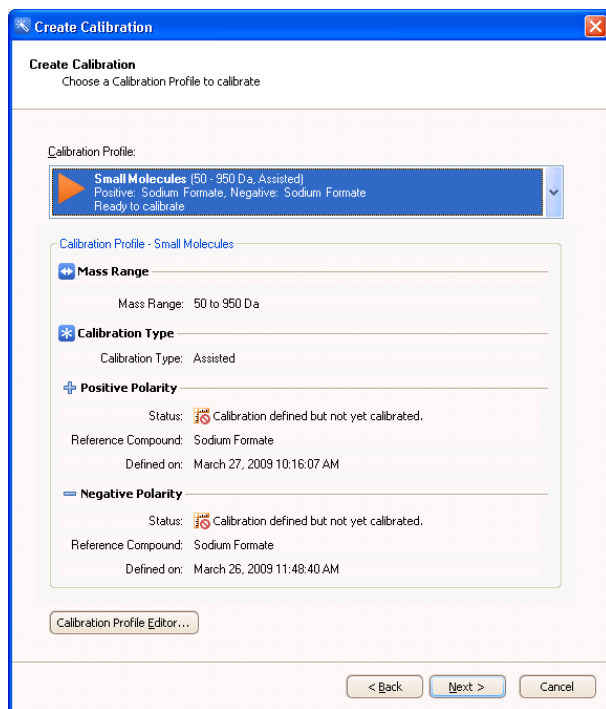 Create Calibration
Create Calibration
Choose a Calibration Profile to calibrate
Calibration Profile:
Small Molecules (50 - 950 Da, Assisted)
Positive: Sodium Formate, Negative: Sodium Formate
Ready to calibrate
Calibration Profile - Small Molecules
Mass Range
Mass Range: 50 to 950 Da
Calibration Type
Calibration Type: Assisted
Positive Polarity
Status: Calibration defined but not yet calibrated.
Reference Compound: Sodium Formate
Defined on: March 27, 2009 10:16:07 AM
Negative Polarity
Status: Calibration defined but not yet calibrated.
Reference Compound: Sodium Formate
Defined on: March 26, 2009 11:48:40 AM
Calibration Profile Editor...
< Back Next > Cancel